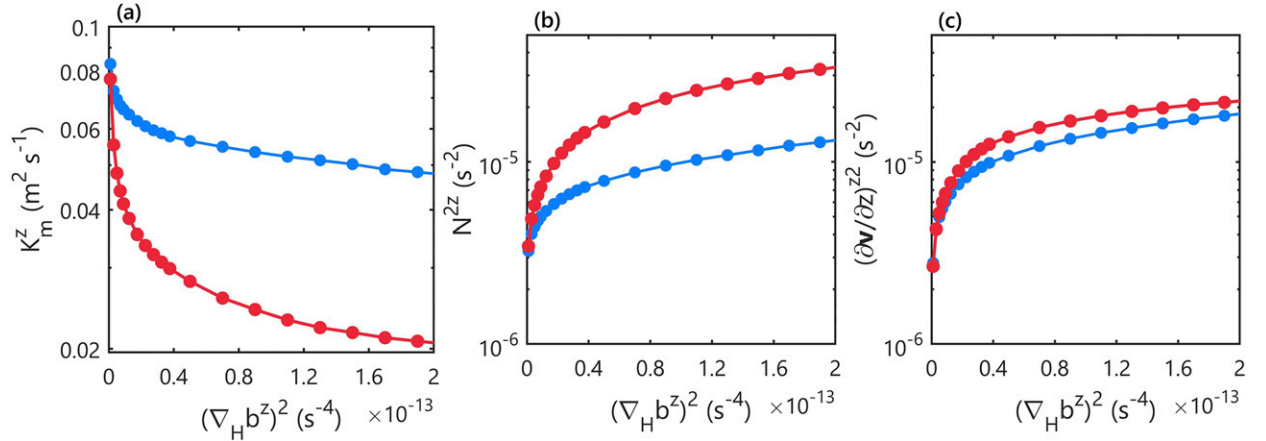 (a)
0.1
0.08
0.06
0.04
0.02
K_m^z (m² s⁻¹)
0 0.4 0.8 1.2 1.6 2
(∇_H b^z)² (s⁻⁴) ×10⁻¹³
(b)
10⁻⁵
10⁻⁶
N^{2z} (s⁻²)
0 0.4 0.8 1.2 1.6 2
(∇_H b^z)² (s⁻⁴) ×10⁻¹³
(c)
10⁻⁵
10⁻⁶
(∂v/∂z)^{z2} (s⁻²)
0 0.4 0.8 1.2 1.6 2
(∇_H b^z)² (s⁻⁴) ×10⁻¹³